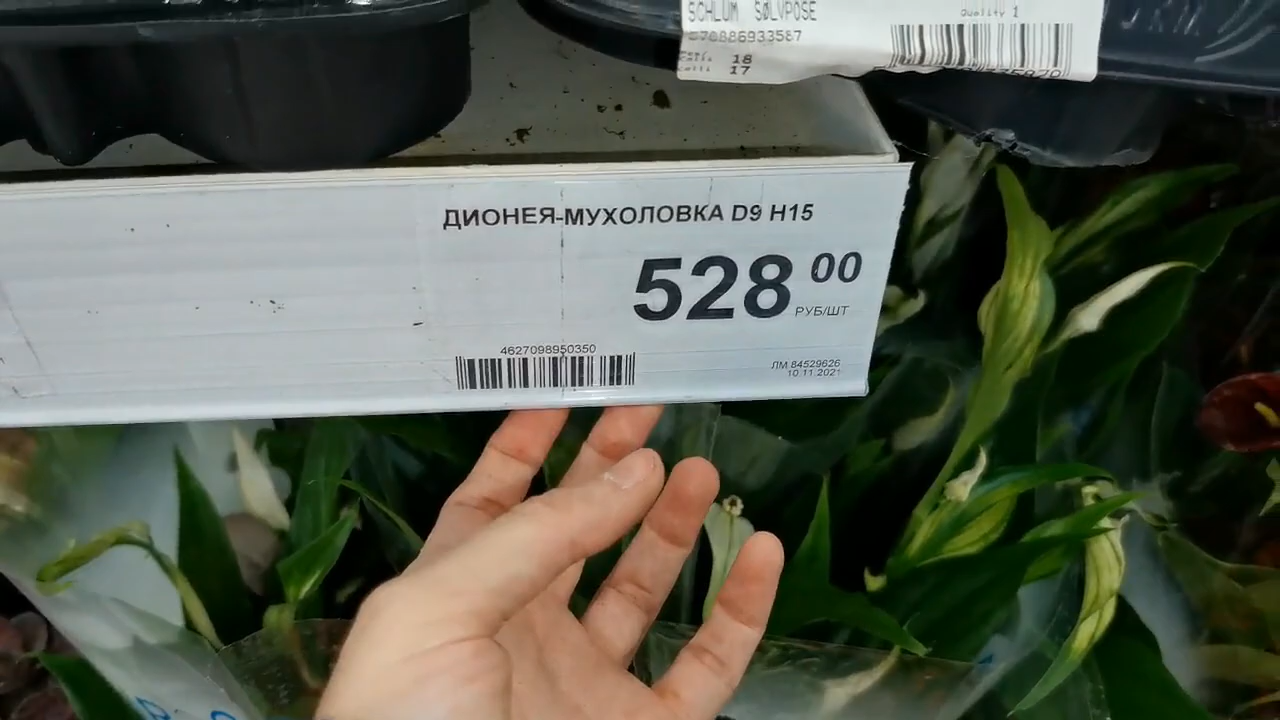 SCHLUM SØLVPOSE
Quality 1
70886933587
18
17
ДИОНЕЯ-МУХОЛОВКА D9 H15
528 00
РУБ/ШТ
4627098950350
ЛМ 84529626
10.11.2021